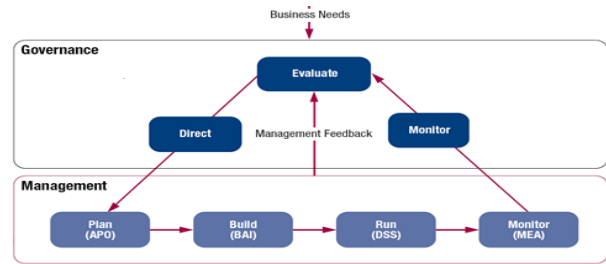 Business Needs
Governance
Evaluate
Direct
Management Feedback
Monitor
Management
Plan
(APO)
Build
(BAI)
Run
(DSS)
Monitor
(MEA)